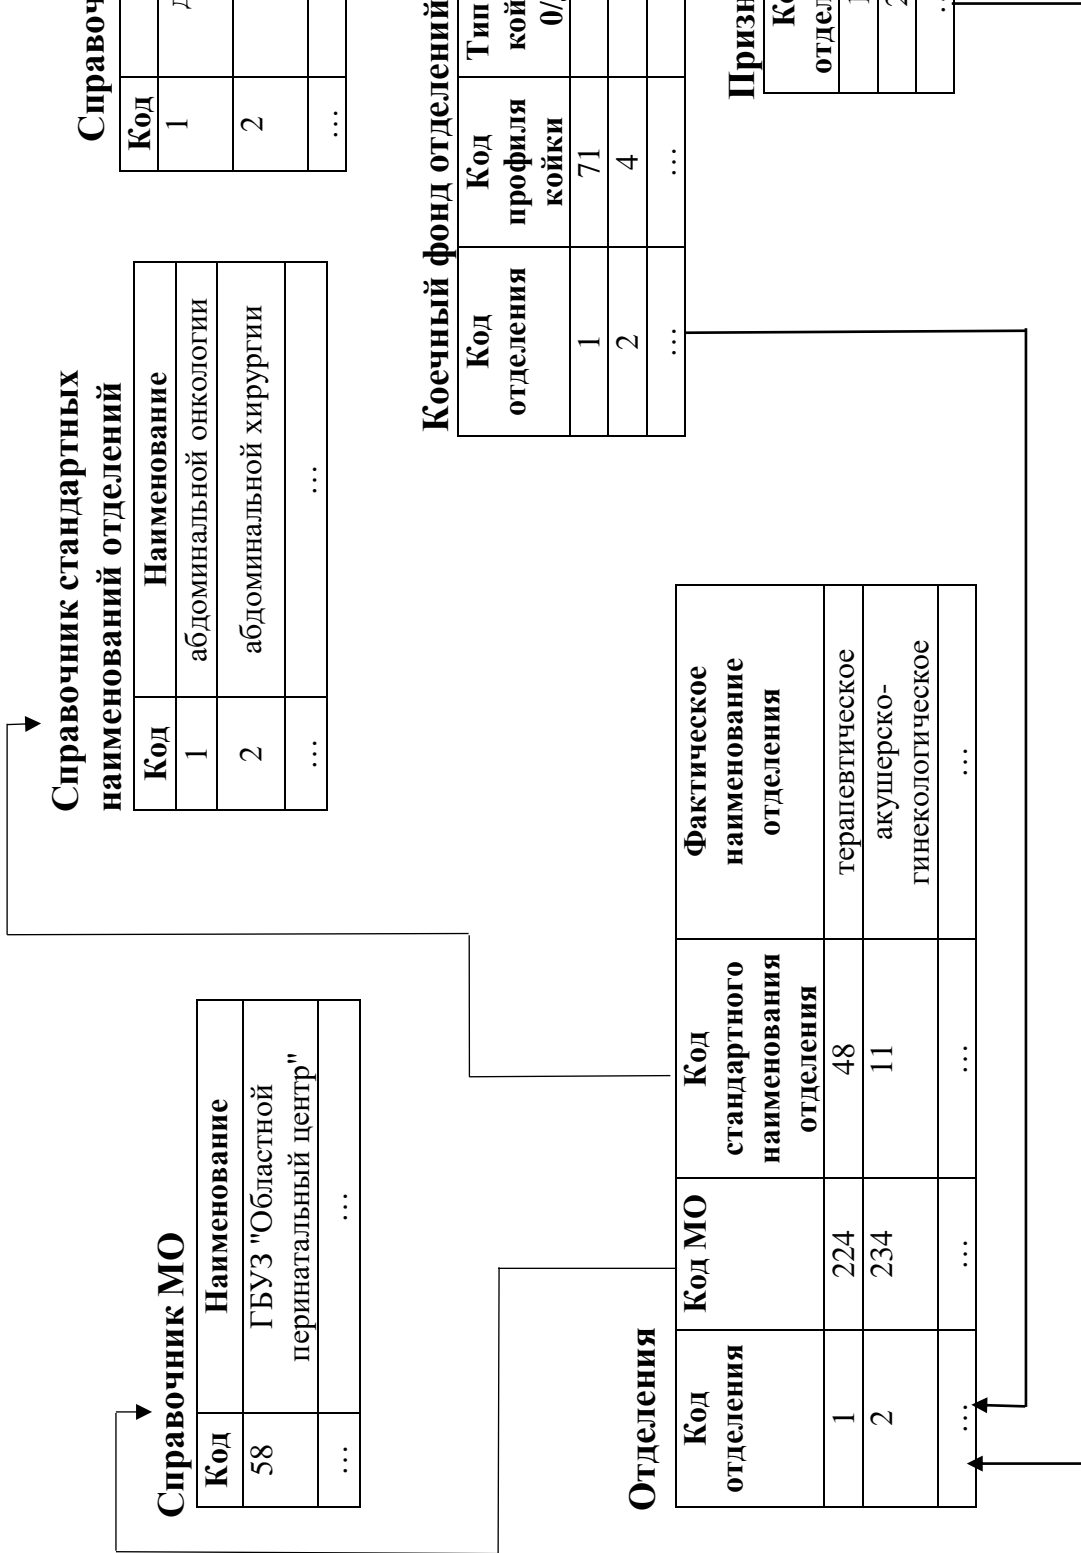 Справочник МО
Код
Наименование
58
ГБУЗ "Областной
перинатальный центр"
…
…
Справочник стандартных
наименований отделений
Код
Наименование
1
абдоминальной онкологии
2
абдоминальной хирургии
…
…
Код
1
2
…
Отделения
Код
отделения
Код МО
Код
стандартного
наименования
отделения
Фактическое
наименование
отделения
1
224
48
терапевтическое
2
234
11
акушерско-
гинекологическое
…
…
…
…
Коечный фонд отделений
Код
отделения
Код
профиля
койки
Тип
1
71
2
4
…
…